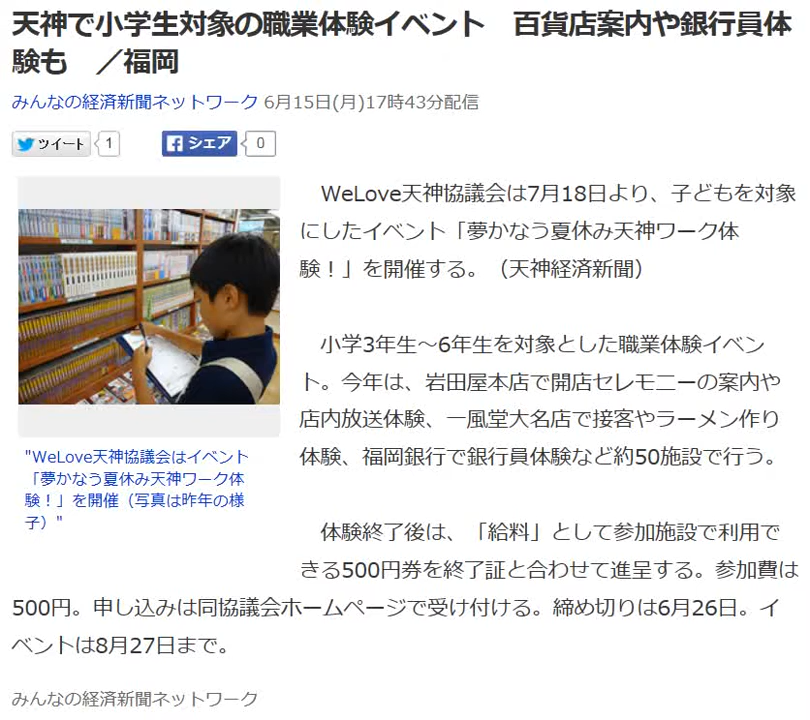 天神で小学生対象の職業体験イベント　百貨店案内や銀行員体
験も　／福岡
みんなの経済新聞ネットワーク 6月15日(月)17時43分配信
ツイート 1 シェア 0
WeLove天神協議会は7月18日より、子どもを対象
にしたイベント「夢かなう夏休み天神ワーク体
験！」を開催する。（天神経済新聞）
小学3年生～6年生を対象とした職業体験イベン
ト。今年は、岩田屋本店で開店セレモニーの案内や
店内放送体験、一風堂大名店で接客やラーメン作り
体験、福岡銀行で銀行員体験など約50施設で行う。
"WeLove天神協議会はイベント
「夢かなう夏休み天神ワーク体
験！」を開催（写真は昨年の様
子）"
体験終了後は、「給料」として参加施設で利用で
きる500円券を終了証と合わせて進呈する。参加費は
500円。申し込みは同協議会ホームページで受け付ける。締め切りは6月26日。イ
ベントは8月27日まで。
みんなの経済新聞ネットワーク